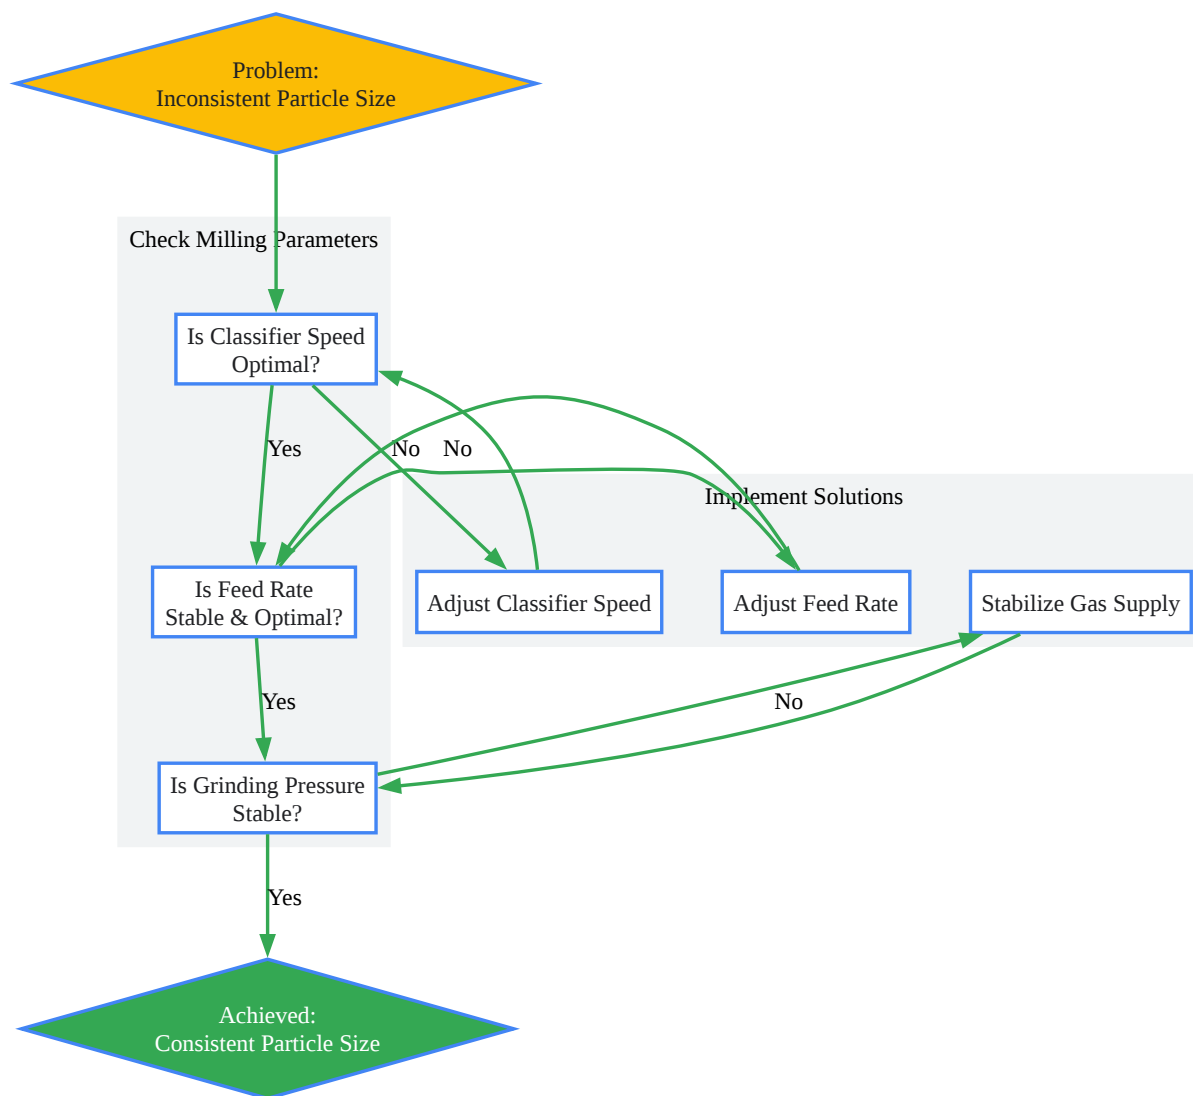 Problem:
Inconsistent Particle Size
Check Milling Parameters
Is Classifier Speed
Optimal?
Yes
No
No
Implement Solutions
Is Feed Rate
Stable & Optimal?
Adjust Classifier Speed
Adjust Feed Rate
Stabilize Gas Supply
Yes
No
Is Grinding Pressure
Stable?
Yes
Achieved:
Consistent Particle Size